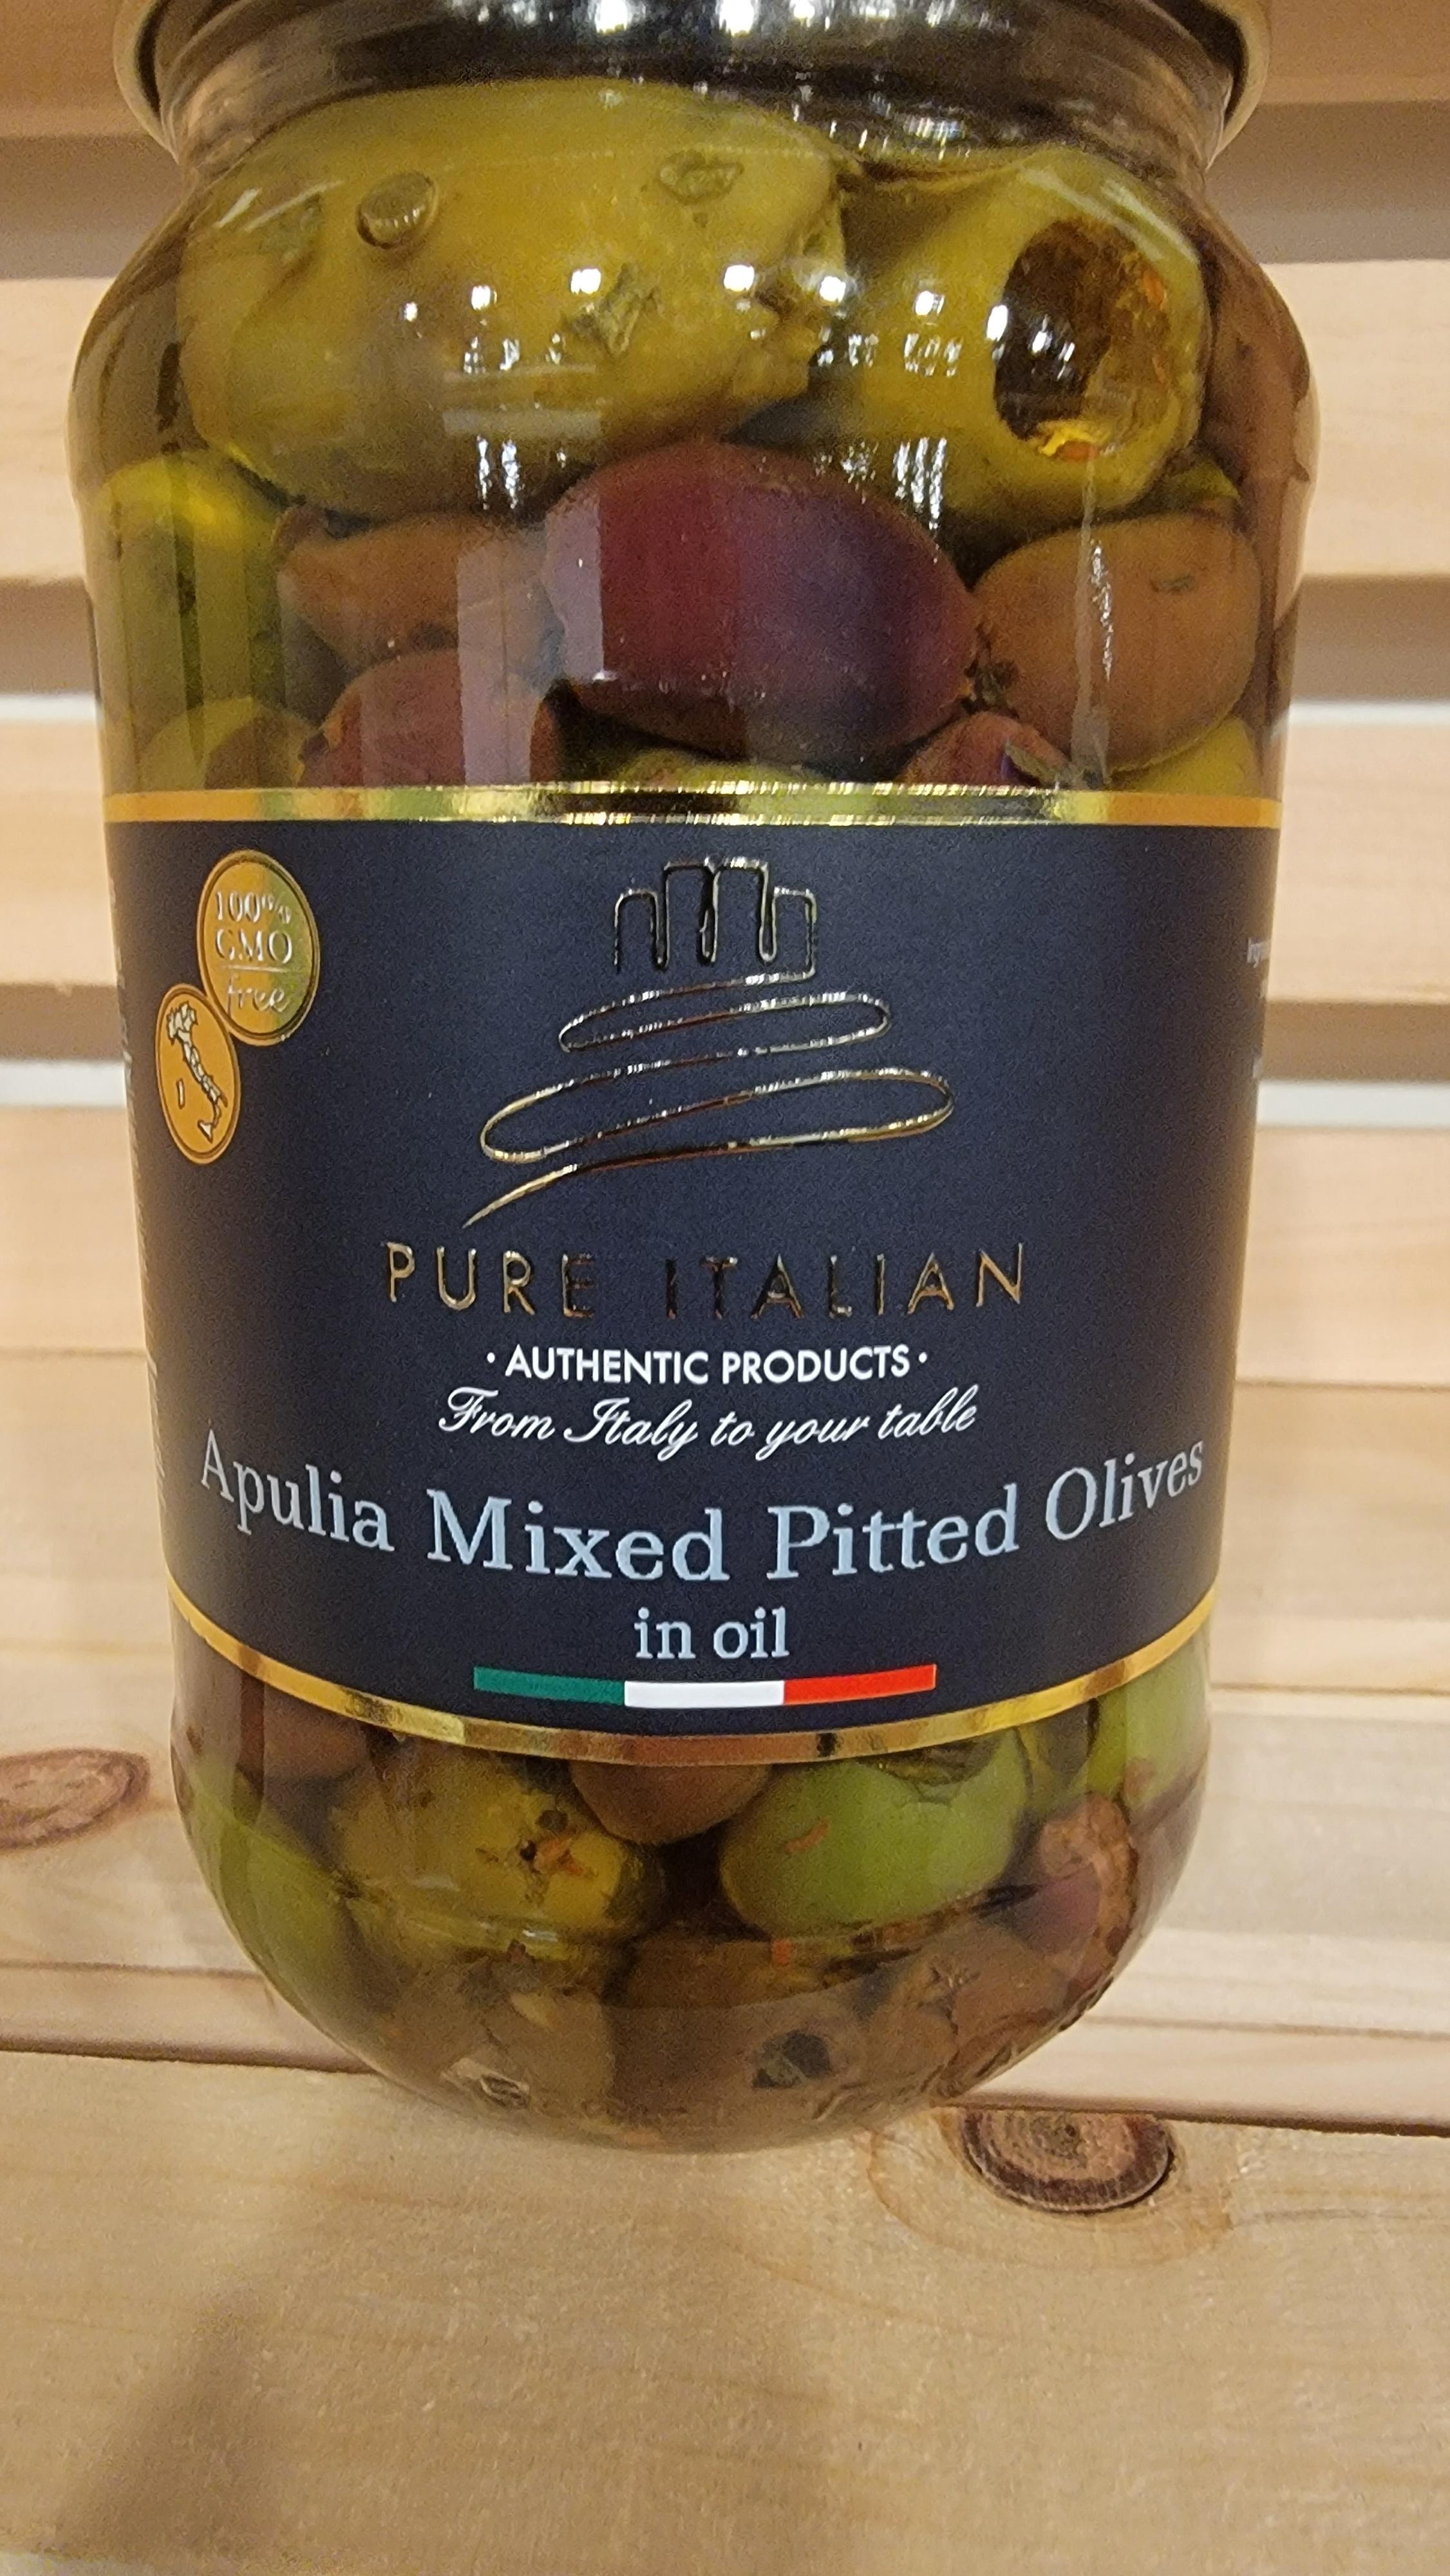 100%
GMO
free
PURE ITALIAN
• AUTHENTIC PRODUCTS •
From Italy to your table
Apulia Mixed Pitted Olives
in oil